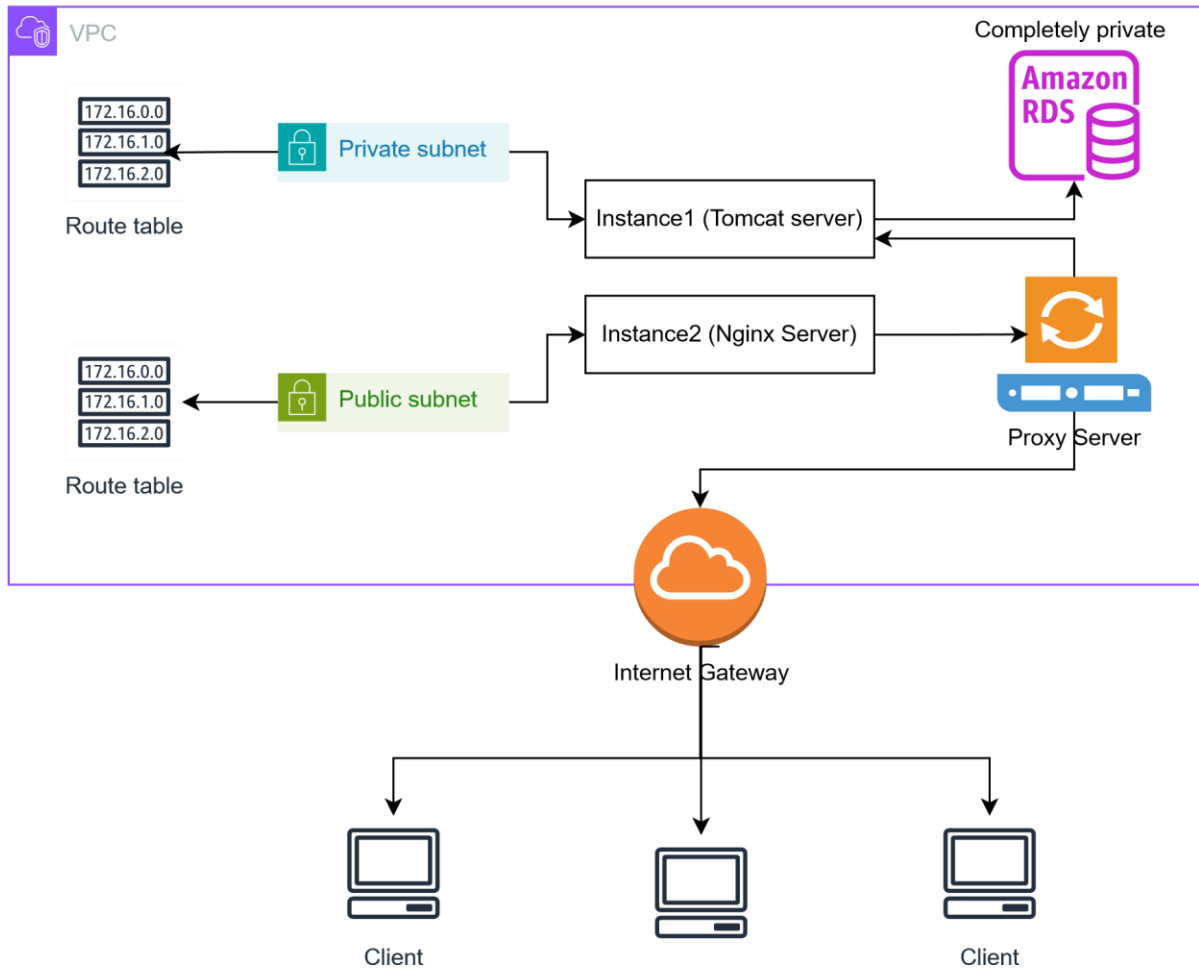 VPC
Completely private
Amazon
RDS
172.16.0.0
172.16.1.0
172.16.2.0
Route table
Private subnet
Instance1 (Tomcat server)
Instance2 (Nginx Server)
172.16.0.0
172.16.1.0
172.16.2.0
Route table
Public subnet
Proxy Server
Internet Gateway
Client
Client